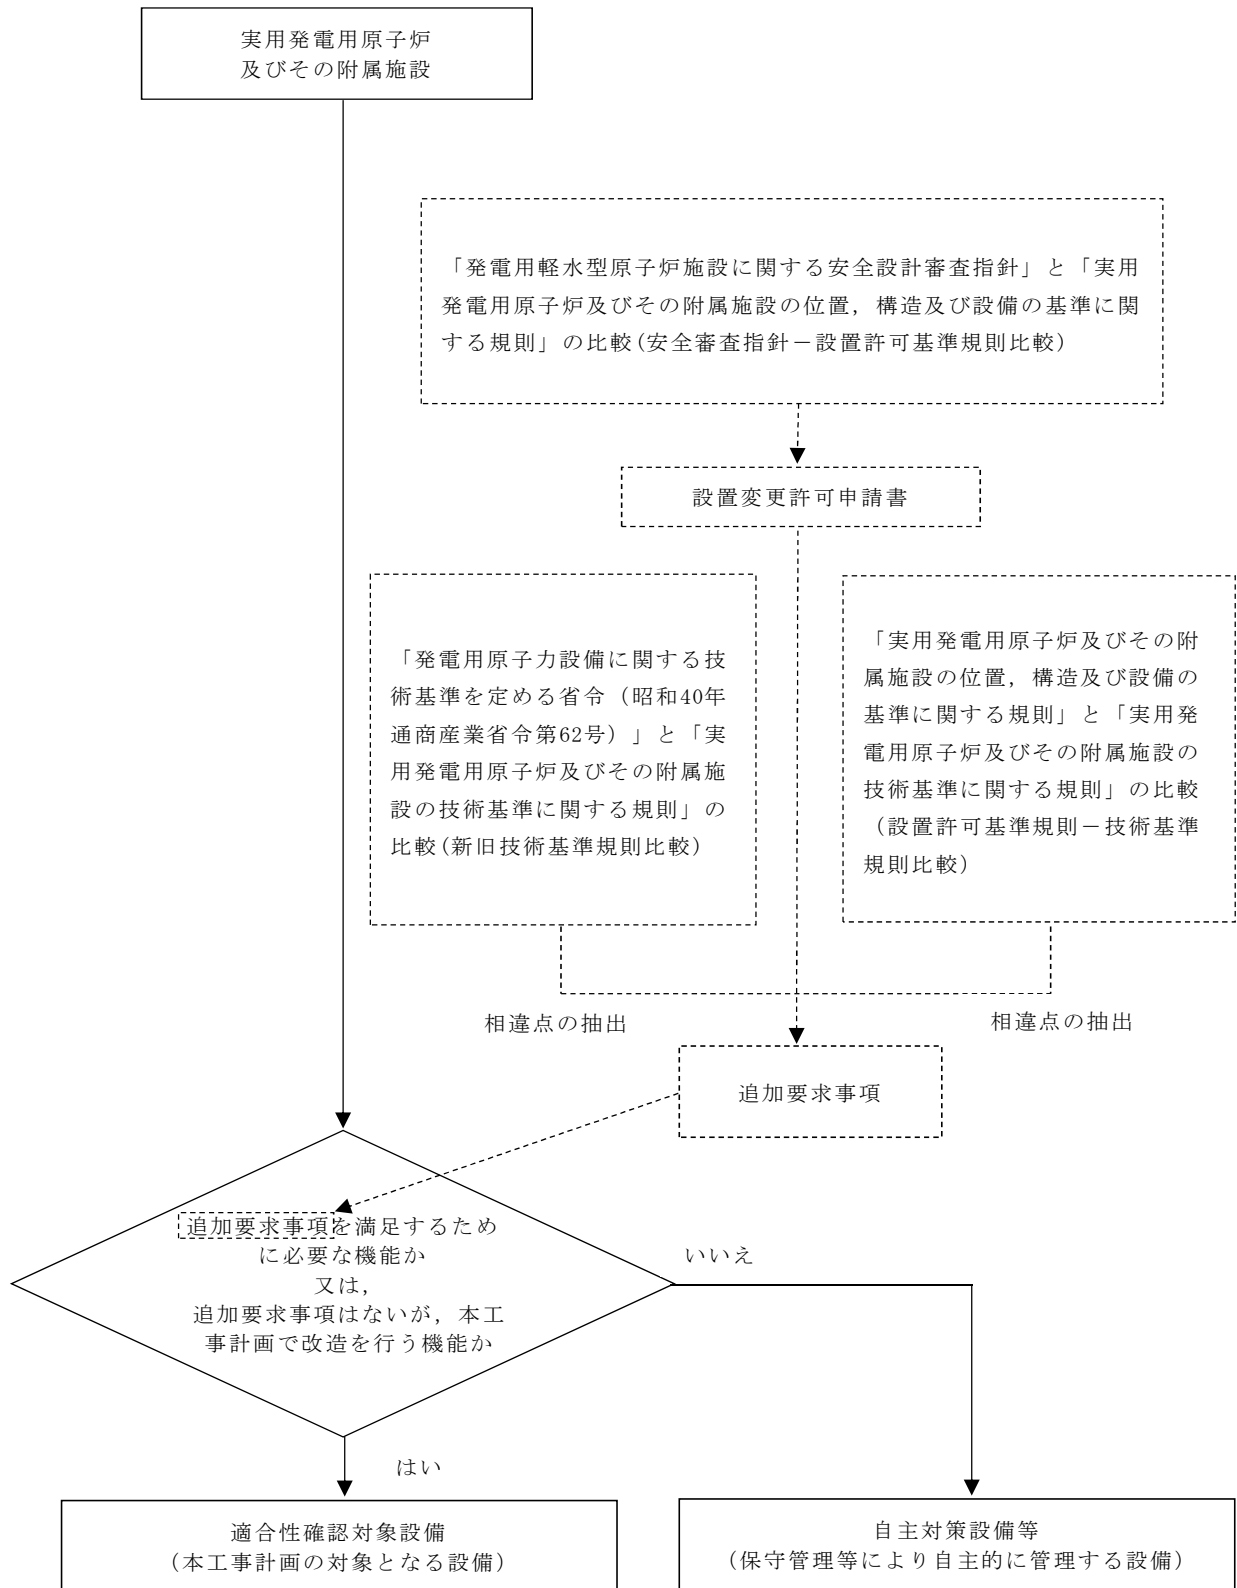 実用発電用原子炉
及びその附属施設
「発電用軽水型原子炉施設に関する安全設計審査指針」と「実用
発電用原子炉及びその附属施設の位置，構造及び設備の基準に関
する規則」の比較(安全審査指針－設置許可基準規則比較)
設置変更許可申請書
「発電用原子力設備に関する技
術基準を定める省令（昭和40年
通商産業省令第62号）」と「実
用発電用原子炉及びその附属施
設の技術基準に関する規則」の
比較(新旧技術基準規則比較)
「実用発電用原子炉及びその附
属施設の位置，構造及び設備の
基準に関する規則」と「実用発
電用原子炉及びその附属施設の
技術基準に関する規則」の比較
（設置許可基準規則－技術基準
規則比較）
相違点の抽出
相違点の抽出
追加要求事項
追加要求事項を満足するため
に必要な機能か
又は，
追加要求事項はないが，本工
事計画で改造を行う機能か
いいえ
はい
適合性確認対象設備
（本工事計画の対象となる設備）
自主対策設備等
（保守管理等により自主的に管理する設備）